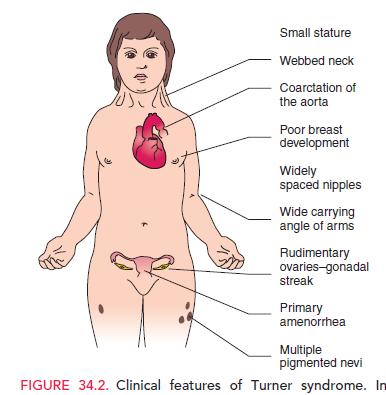 Small stature
Webbed neck
Coarctation of
the aorta
Poor breast
development
Widely
spaced nipples
Wide carrying
angle of arms
Rudimentary
ovaries–gonadal
streak
Primary
amenorrhea
Multiple
pigmented nevi
FIGURE 34.2. Clinical features of Turner syndrome. In